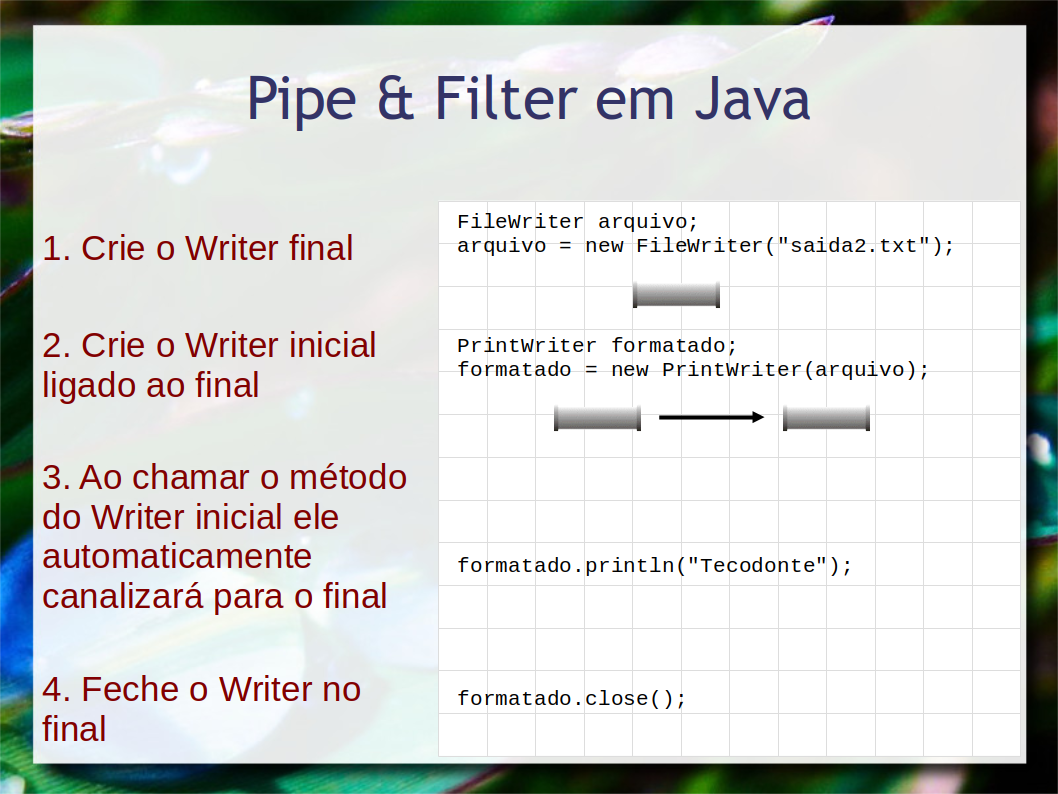 Pipe & Filter em Java
1. Crie o Writer final
FileWriter arquivo;
arquivo = new FileWriter("saida2.txt");
2. Crie o Writer inicial
ligado ao final
PrintWriter formatado;
formatado = new PrintWriter(arquivo);
3. Ao chamar o método
do Writer inicial ele
automaticamente
canalizará para o final
formatado.println("Tecodonte");
4. Feche o Writer no
final
formatado.close();